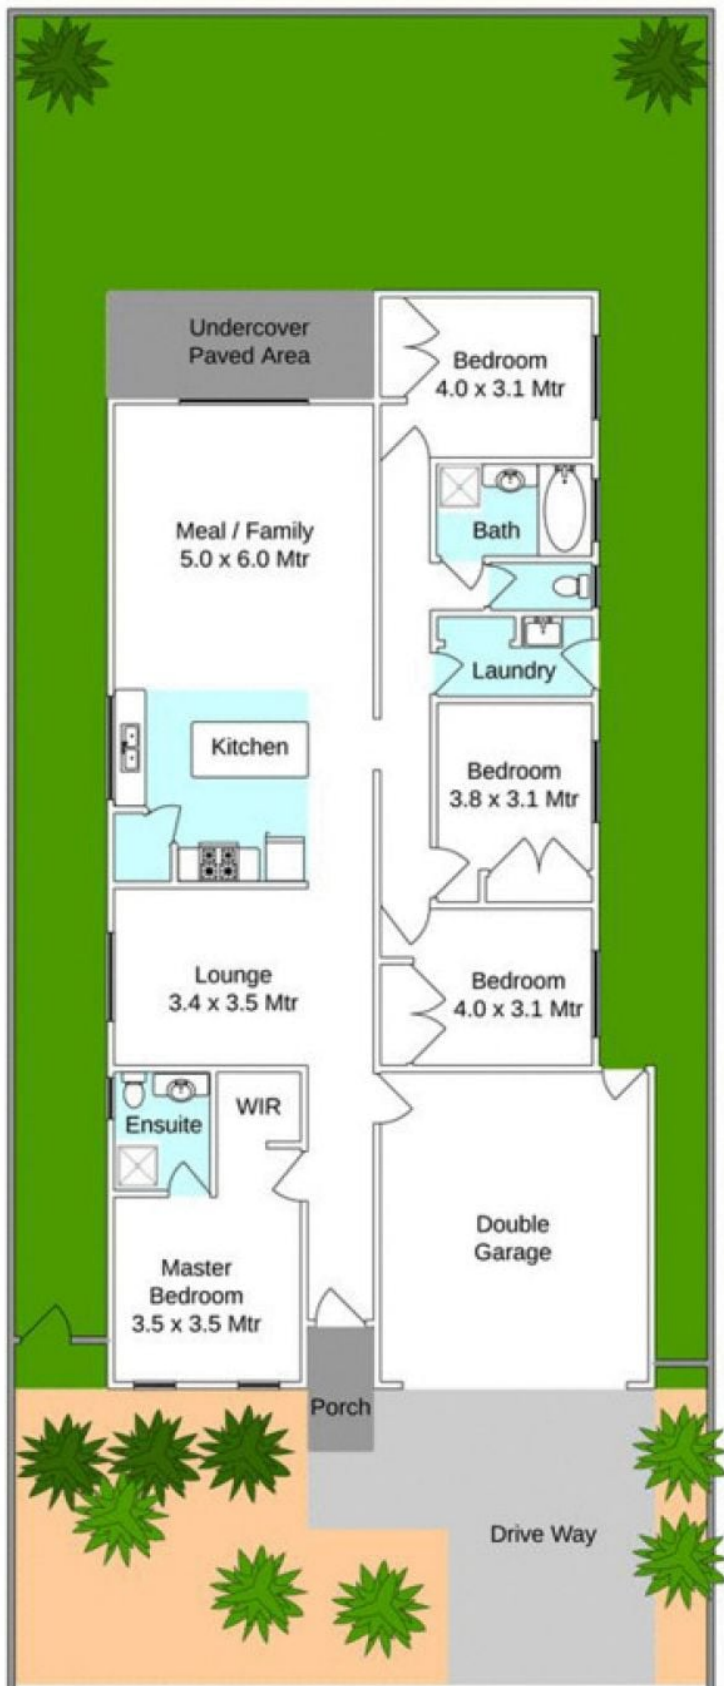 Undercover
Paved Area
Bedroom
4.0 x 3.1 Mtr
Meal / Family
5.0 x 6.0 Mtr
Bath
Laundry
Kitchen
Bedroom
3.8 x 3.1 Mtr
Lounge
3.4 x 3.5 Mtr
Bedroom
4.0 x 3.1 Mtr
WIR
Ensuite
Double
Garage
Master
Bedroom
3.5 x 3.5 Mtr
Porch
Drive Way